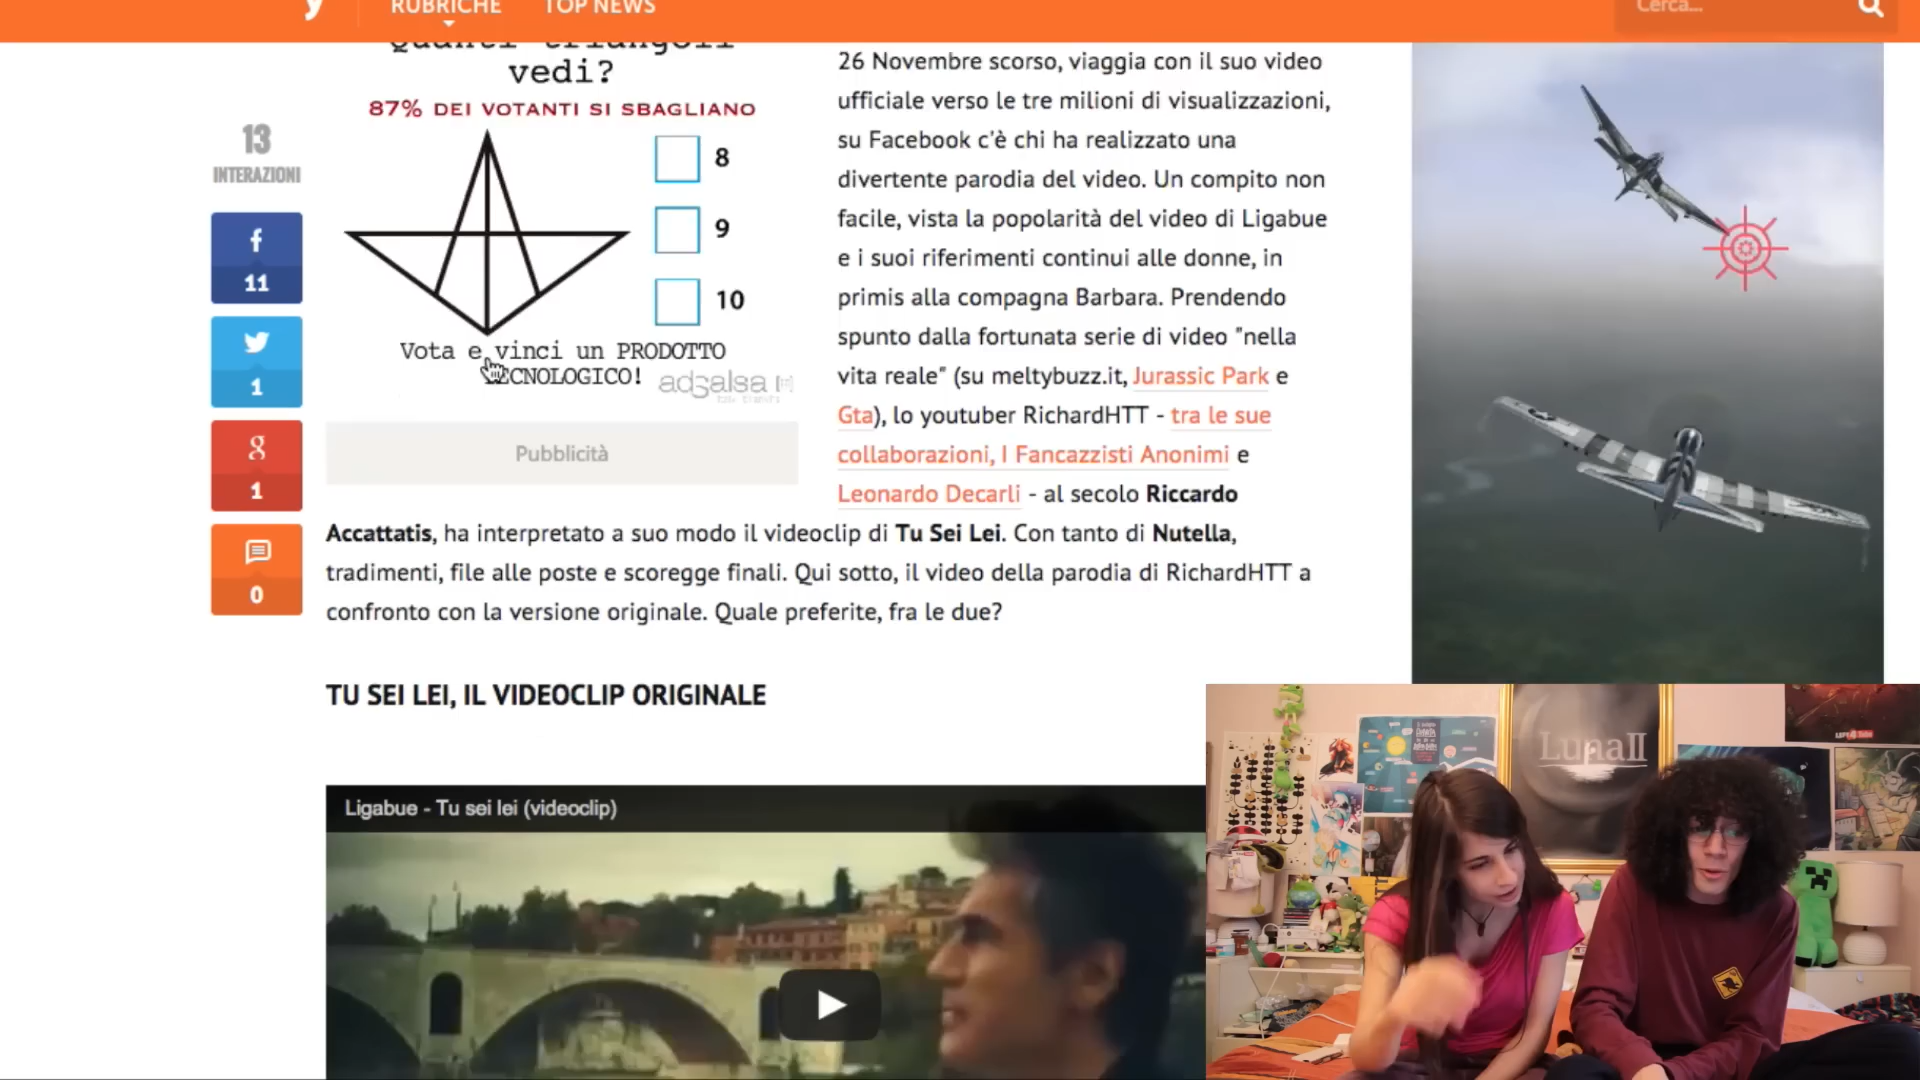 RUBRICHE
TOP NEWS
Cerca...
Quanti triangoli
vedi?
87% DEI VOTANTI SI SBAGLIANO
8
9
10
Vota e vinci un PRODOTTO
TECNOLOGICO!
adsalsa
Pubblicità
13
INTERAZIONI
f
11
1
g
1
0
26 Novembre scorso, viaggia con il suo video
ufficiale verso le tre milioni di visualizzazioni,
su Facebook c'è chi ha realizzato una
divertente parodia del video. Un compito non
facile, vista la popolarità del video di Ligabue
e i suoi riferimenti continui alle donne, in
primis alla compagna Barbara. Prendendo
spunto dalla fortunata serie di video "nella
vita reale" (su meltybuzz.it, Jurassic Park e
Gta), lo youtuber RichardHTT - tra le sue
collaborazioni, I Fancazzisti Anonimi e
Leonardo Decarli - al secolo Riccardo
Accattatis, ha interpretato a suo modo il videoclip di Tu Sei Lei. Con tanto di Nutella,
tradimenti, file alle poste e scoregge finali. Qui sotto, il video della parodia di RichardHTT a
confronto con la versione originale. Quale preferite, fra le due?
TU SEI LEI, IL VIDEOCLIP ORIGINALE
Ligabue - Tu sei lei (videoclip)
Luna II